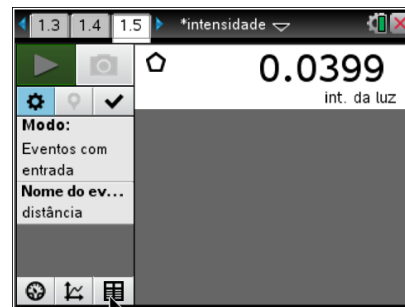 1.3 1.4 1.5 *intensidade
0.0399
int. da luz
Modo:
Eventos com
entrada
Nome do ev...
distância